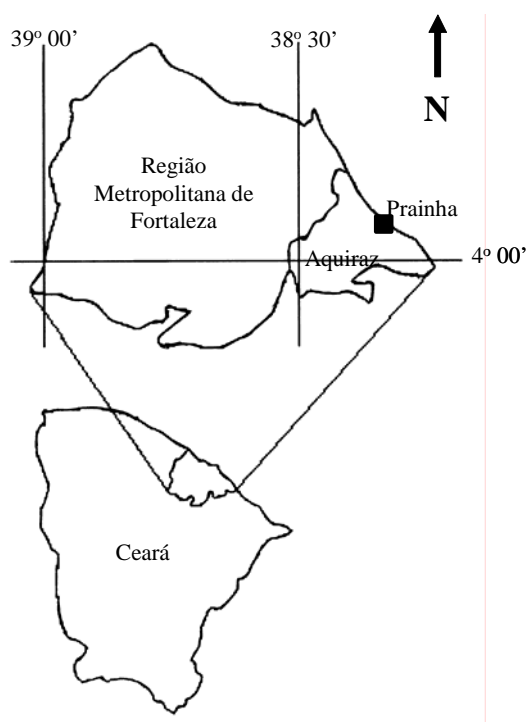 39º 00’
38º 30’
N
Região
Metropolitana de
Fortaleza
Prainha
Aquiraz
4º 00’
Ceará